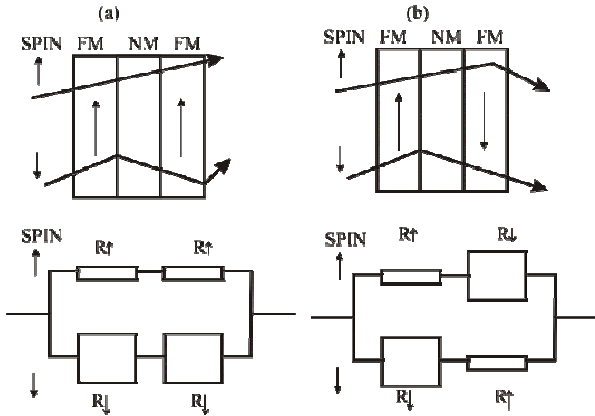 (a)
SPIN FM NM FM
SPIN
R↑ R↑
R↓ R↓
(b)
SPIN FM NM FM
SPIN
R↑ R↓
R↓ R↑